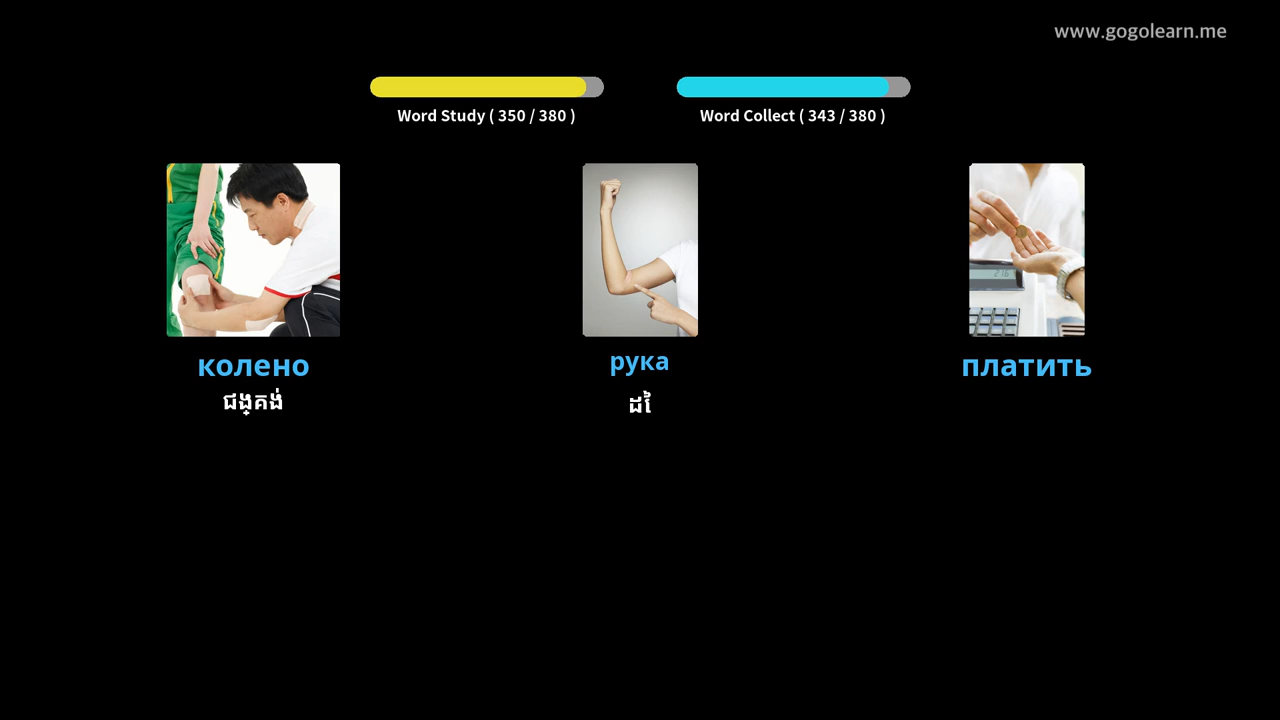 www.gogolearn.me
Word Study ( 350 / 380 )
Word Collect ( 343 / 380 )
колено
рука
платить
ជង្គង់
ដៃ